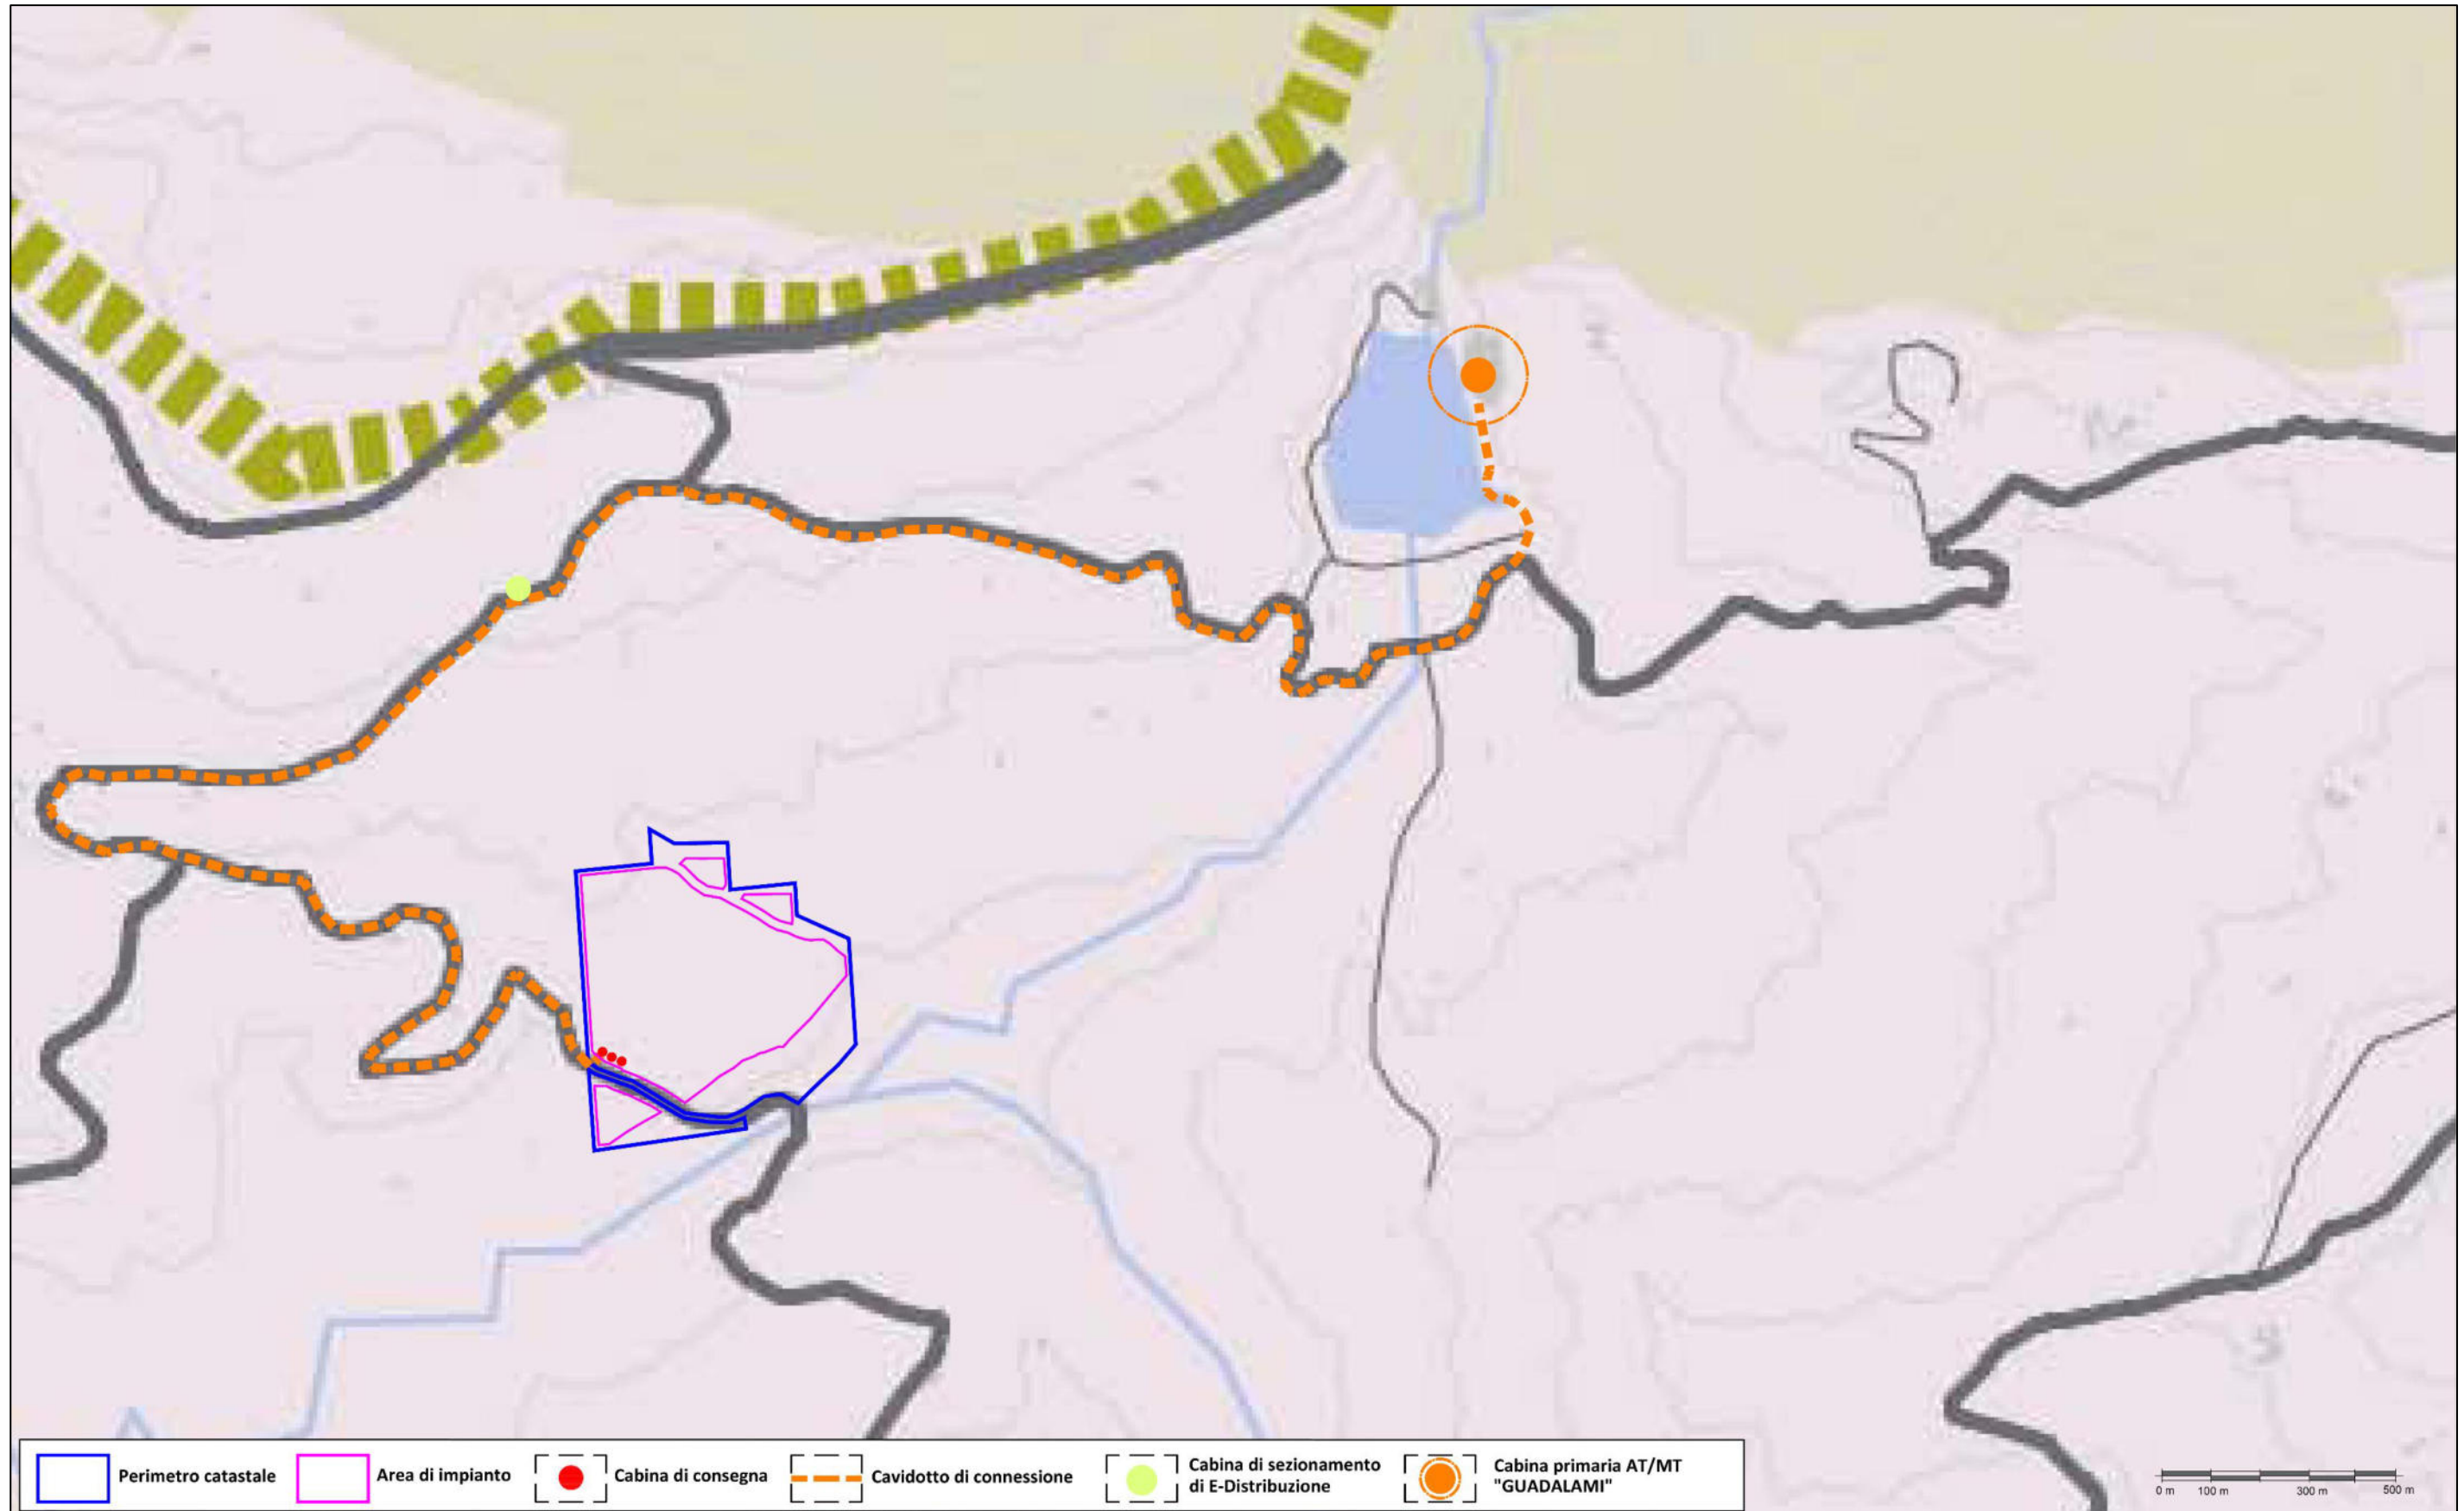 Perimetro catastale
Area di impianto
Cabina di consegna
Cavidotto di connessione
Cabina di sezionamento
di E-Distribuzione
Cabina primaria AT/MT
"GUADALAMI"
0 m 100 m 300 m 500 m